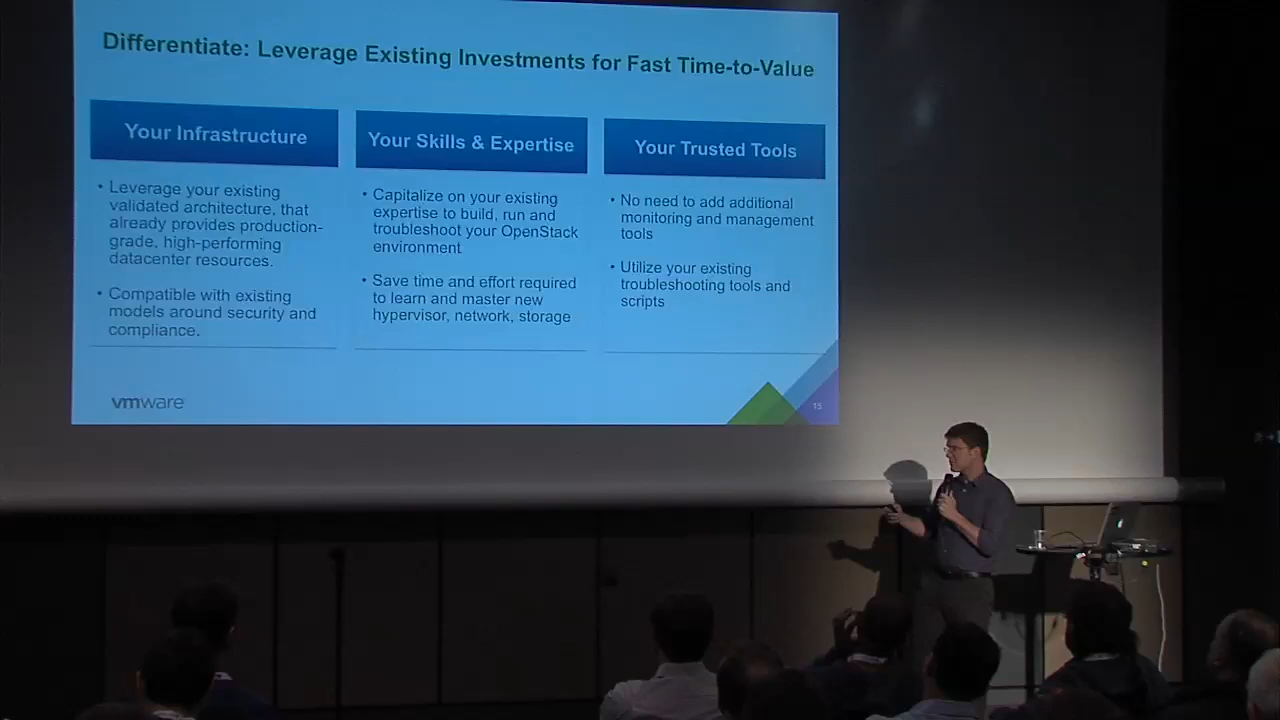 Differentiate: Leverage Existing Investments for Fast Time-to-Value
Your Infrastructure
• Leverage your existing
validated architecture, that
already provides production-
grade, high-performing
datacenter resources.
• Compatible with existing
models around security and
compliance.
Your Skills & Expertise
• Capitalize on your existing
expertise to build, run and
troubleshoot your OpenStack
environment
• Save time and effort required
to learn and master new
hypervisor, network, storage
Your Trusted Tools
• No need to add additional
monitoring and management
tools
• Utilize your existing
troubleshooting tools and
scripts
vmware
15